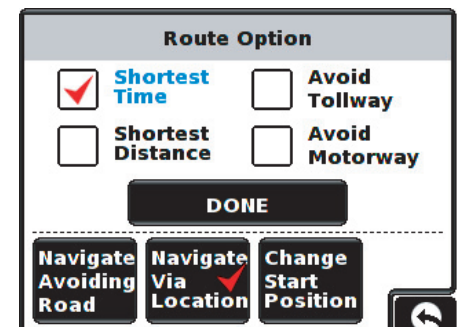 Route Option
Shortest
Time
Avoid
Tollway
Shortest
Distance
Avoid
Motorway
DONE
Navigate
Avoiding
Road
Navigate
Via
Location
Change
Start
Position